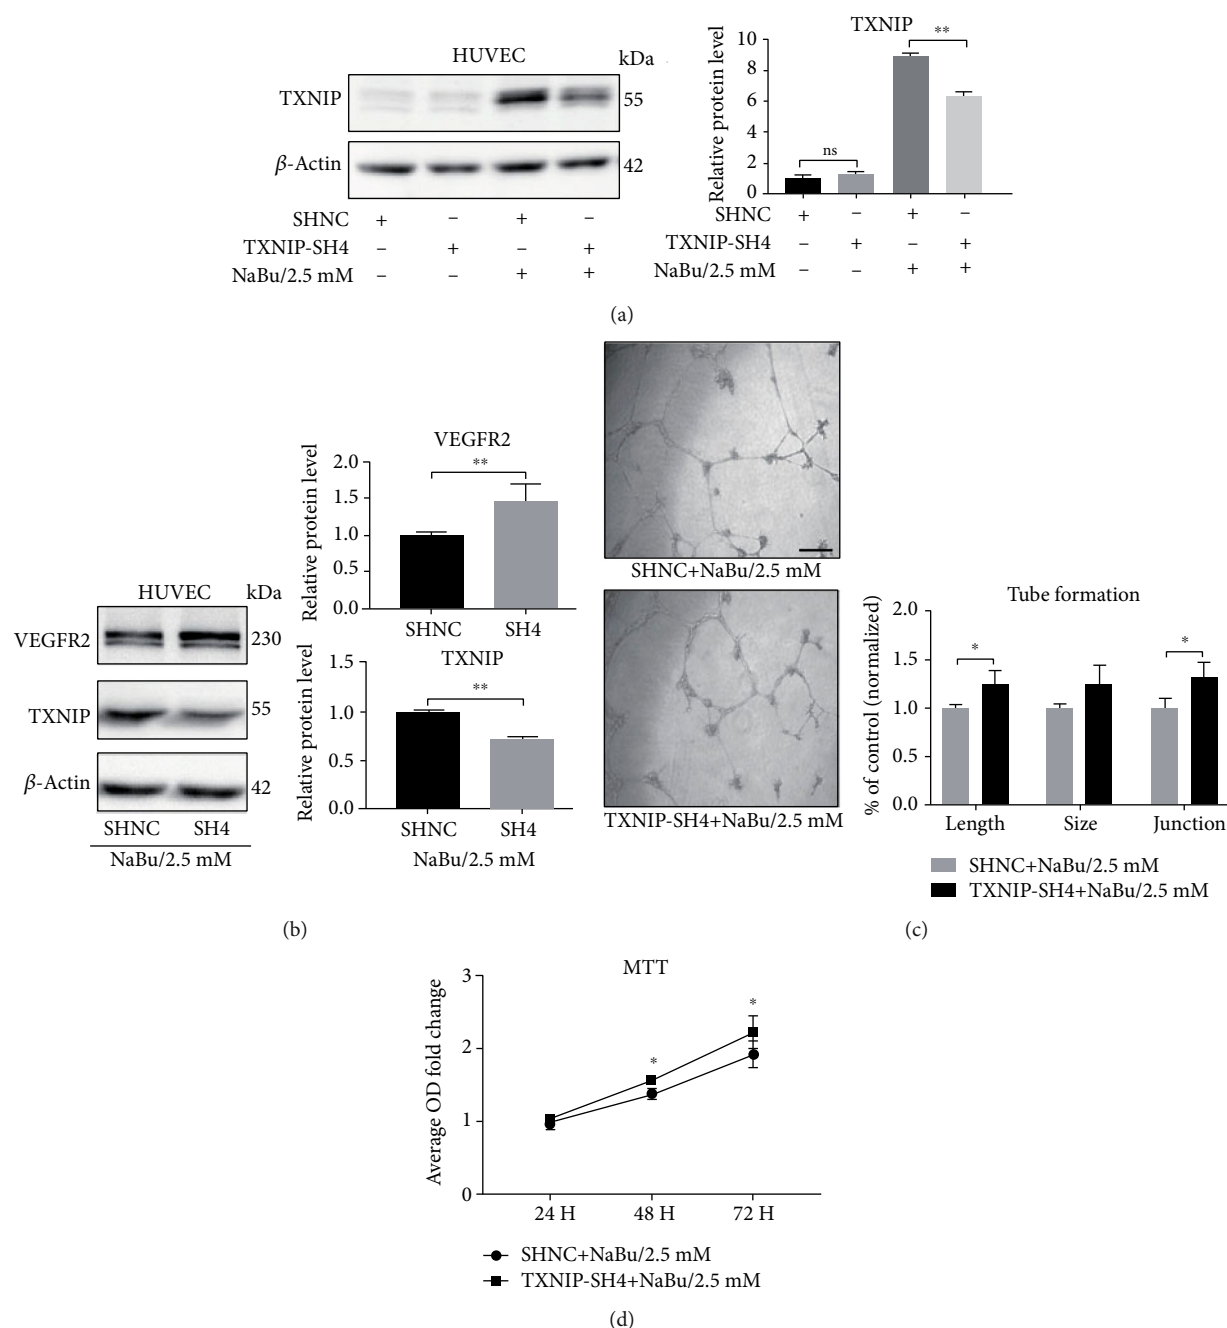 HUVEC kDa
TXNIP 55
β-Actin 42
SHNC + – + –
TXNIP-SH4 – + – +
NaBu/2.5 mM – – + +
TXNIP
Relative protein level
10
8
6
4
2
0
ns
**
SHNC + – + –
TXNIP-SH4 – + – +
NaBu/2.5 mM – – + +
(a)
HUVEC kDa
VEGFR2 230
TXNIP 55
β-Actin 42
SHNC SH4
NaBu/2.5 mM
VEGFR2
Relative protein level
2.0
1.5
1.0
0.5
0.0
**
SHNC SH4
TXNIP
Relative protein level
1.5
1.0
0.5
0.0
**
SHNC SH4
NaBu/2.5 mM
(b)
SHNC+NaBu/2.5 mM
TXNIP-SH4+NaBu/2.5 mM
Tube formation
% of control (normalized)
2.0
1.5
1.0
0.5
0.0
*
*
Length Size Junction
SHNC+NaBu/2.5 mM
TXNIP-SH4+NaBu/2.5 mM
(c)
MTT
Average OD fold change
3
2
1
0
*
*
24 H 48 H 72 H
SHNC+NaBu/2.5 mM
TXNIP-SH4+NaBu/2.5 mM
(d)